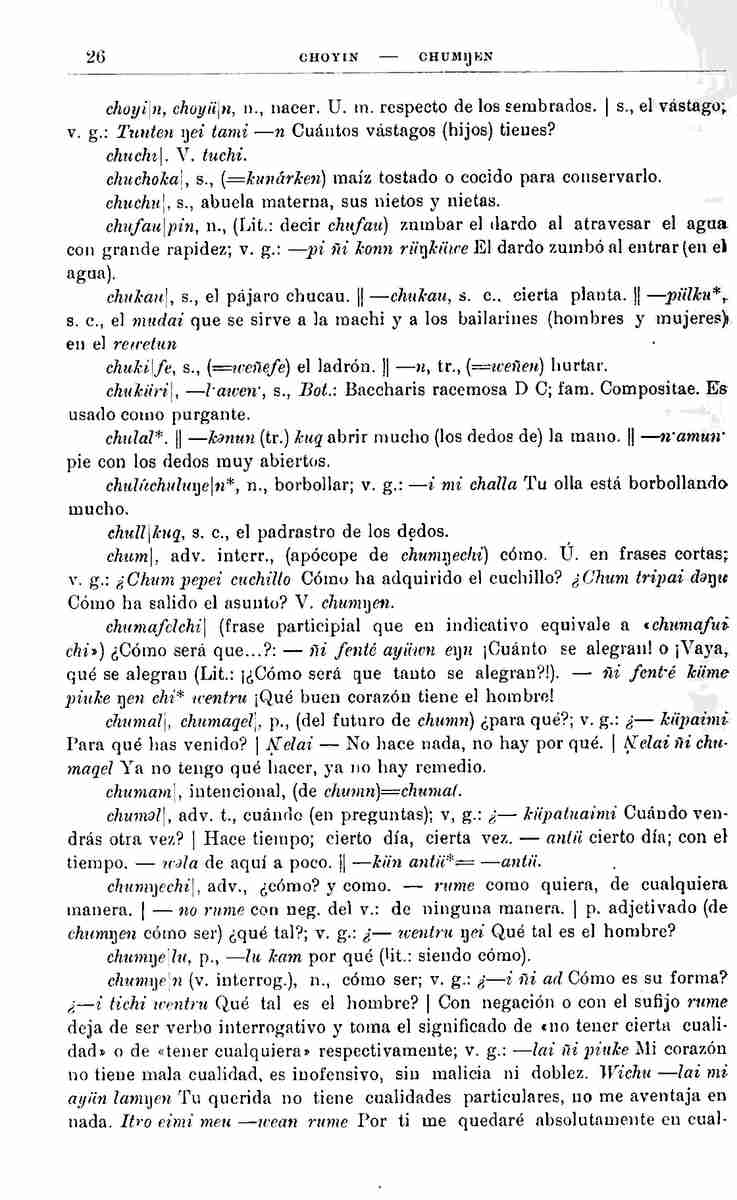 26 CHOYIN — CHUMIŊEN
choyi|n, choyü|n, n., nacer. U. m. respecto de los sembrados. | s., el vástago;
v. g.: Tunten ŋei tami —n Cuántos vástagos (hijos) tienes?
chuchi|. V. tuchi.
chuchoka|, s., (=kunárken) maíz tostado o cocido para conservarlo.
chuchu|, s., abuela materna, sus nietos y nietas.
chufau|pin, n., (Lit.: decir chufau) zumbar el dardo al atravesar el agua
con grande rapidez; v. g.: —pi ñi konn rüŋküwe El dardo zumbó al entrar (en el
agua).
chukau|, s., el pájaro chucau. || —chukau, s. c.. cierta planta. || —pülku*,
s. c., el mudai que se sirve a la machi y a los bailarines (hombres y mujeres)
en el rewetun
chuki|fe, s., (=weñefe) el ladrón. || —n, tr., (=weñen) hurtar.
chuküri|, —l·awen·, s., Bot.: Baccharis racemosa D C; fam. Compositae. Es
usado como purgante.
chulal*. || —kənun (tr.) kuq abrir mucho (los dedos de) la mano. || —n·amun·
pie con los dedos muy abiertos.
chulúchuluŋe|n*, n., borbollar; v. g.: —i mi challa Tu olla está borbollando
mucho.
chull|kuq, s. c., el padrastro de los dedos.
chum|, adv. interr., (apócope de chumŋechi) cómo. Ú. en frases cortas;
v. g.: ¿Chum pepei cuchillo Cómo ha adquirido el cuchillo? ¿Chum tripai dəŋu
Cómo ha salido el asunto? V. chumŋen.
chumafelchi| (frase participial que en indicativo equivale a «chumafui
chi») ¿Cómo será que...?: — ñi fenté ayüwn eŋn ¡Cuánto se alegran! o ¡Vaya,
qué se alegran (Lit.: ¡¿Cómo será que tanto se alegran?!). — ñi fent·é küme
piuke ŋen chi* wentru ¡Qué buen corazón tiene el hombre!
chumal|, chumaqel|, p., (del futuro de chumn) ¿para qué?; v. g.: ¿— küpaimi
Para qué has venido? | N̡elai — No hace nada, no hay por qué. | N̡elai ñi chu-
maqel Ya no tengo qué hacer, ya no hay remedio.
chumam|, intencional, (de chumn)=chumal.
chuməl|, adv. t., cuándo (en preguntas); v, g.: ¿— küpatuaimi Cuándo ven-
drás otra vez? | Hace tiempo; cierto día, cierta vez. — antü cierto día; con el
tiempo. — wəla de aquí a poco. || —kün antü*= —antü.
chumŋechi|, adv., ¿cómo? y como. — rume como quiera, de cualquiera
manera. | — no rume con neg. del v.: de ninguna manera. | p. adjetivado (de
chumŋen cómo ser) ¿qué tal?; v. g.: ¿— wentru ŋei Qué tal es el hombre?
chumŋe|lu, p., —lu kam por qué (lit.: siendo cómo).
chumŋe|n (v. interrog.), n., cómo ser; v. g.: ¿—i ñi ad Cómo es su forma?
¿—i tichi wentru Qué tal es el hombre? | Con negación o con el sufijo rume
deja de ser verbo interrogativo y toma el significado de «no tener cierta cuali-
dad» o de «tener cualquiera» respectivamente; v. g.: —lai ñi piuke Mi corazón
no tiene mala cualidad, es inofensivo, sin malicia ni doblez. Wichu —lai mi
ayün lamŋen Tu querida no tiene cualidades particulares, no me aventaja en
nada. Itro eimi meu —wean rume Por ti me quedaré absolutamente en cual-